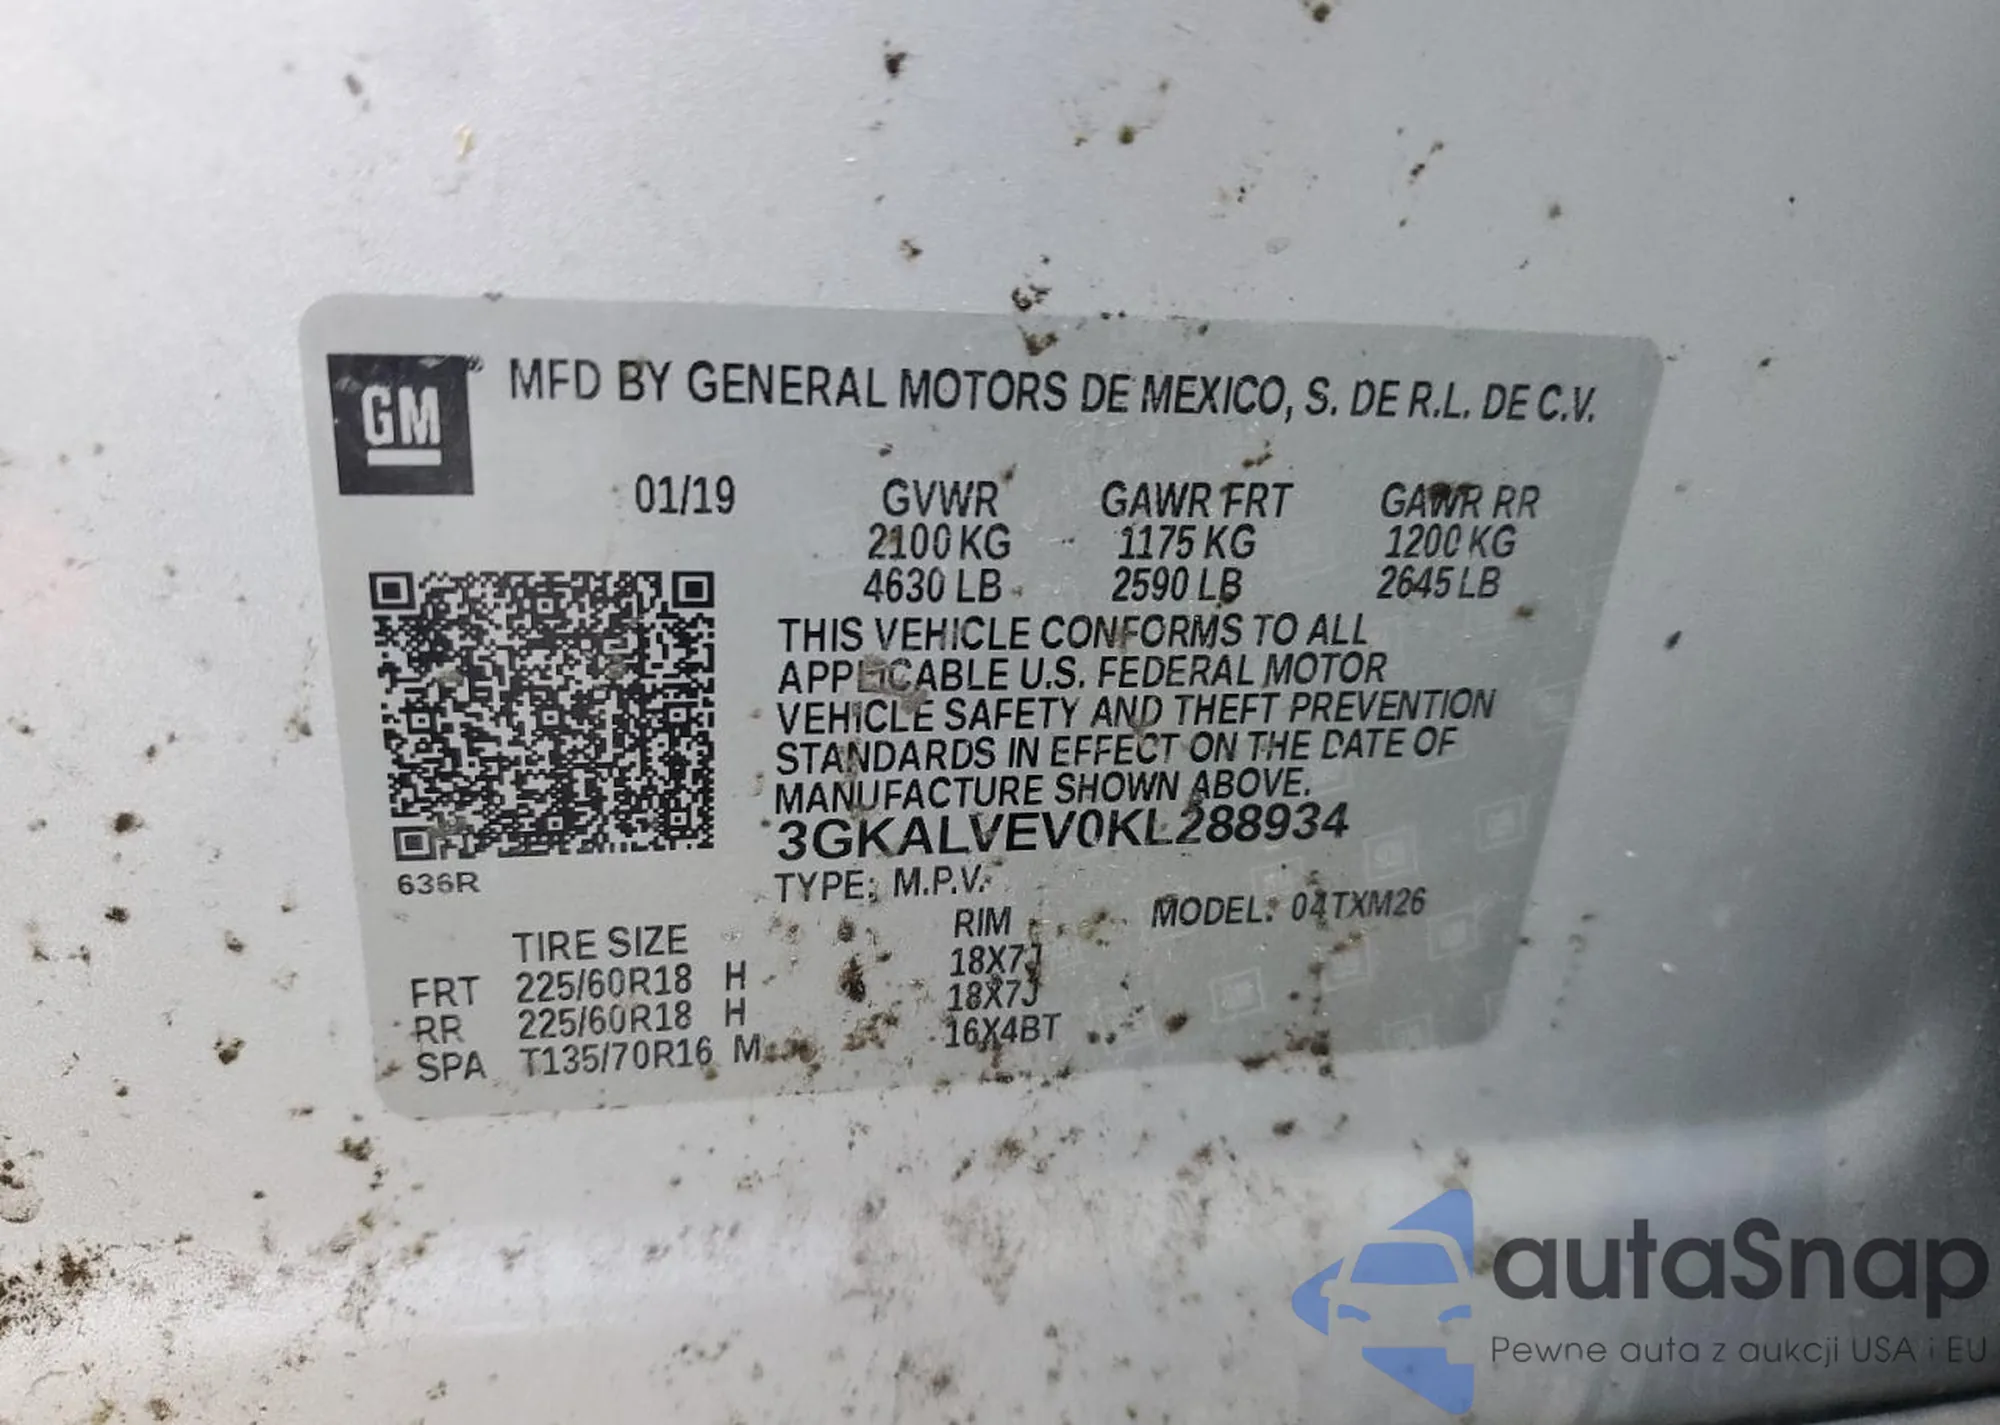 GM
MFD BY GENERAL MOTORS DE MEXICO, S. DE R.L. DE C.V.
01/19 GVWR GAWR FRT GAWR RR
2100 KG 1175 KG 1200 KG
4630 LB 2590 LB 2645 LB
THIS VEHICLE CONFORMS TO ALL
APPLICABLE U.S. FEDERAL MOTOR
VEHICLE SAFETY AND THEFT PREVENTION
STANDARDS IN EFFECT ON THE DATE OF
MANUFACTURE SHOWN ABOVE.
3GKALVEV0KL288934
636R
TYPE: M.P.V.
MODEL: 04TXM26
TIRE SIZE RIM
FRT 225/60R18 H 18X7J
RR 225/60R18 H 18X7J
SPA T135/70R16 M 16X4BT
autaSnap
Pewne auta z aukcji USA i EU